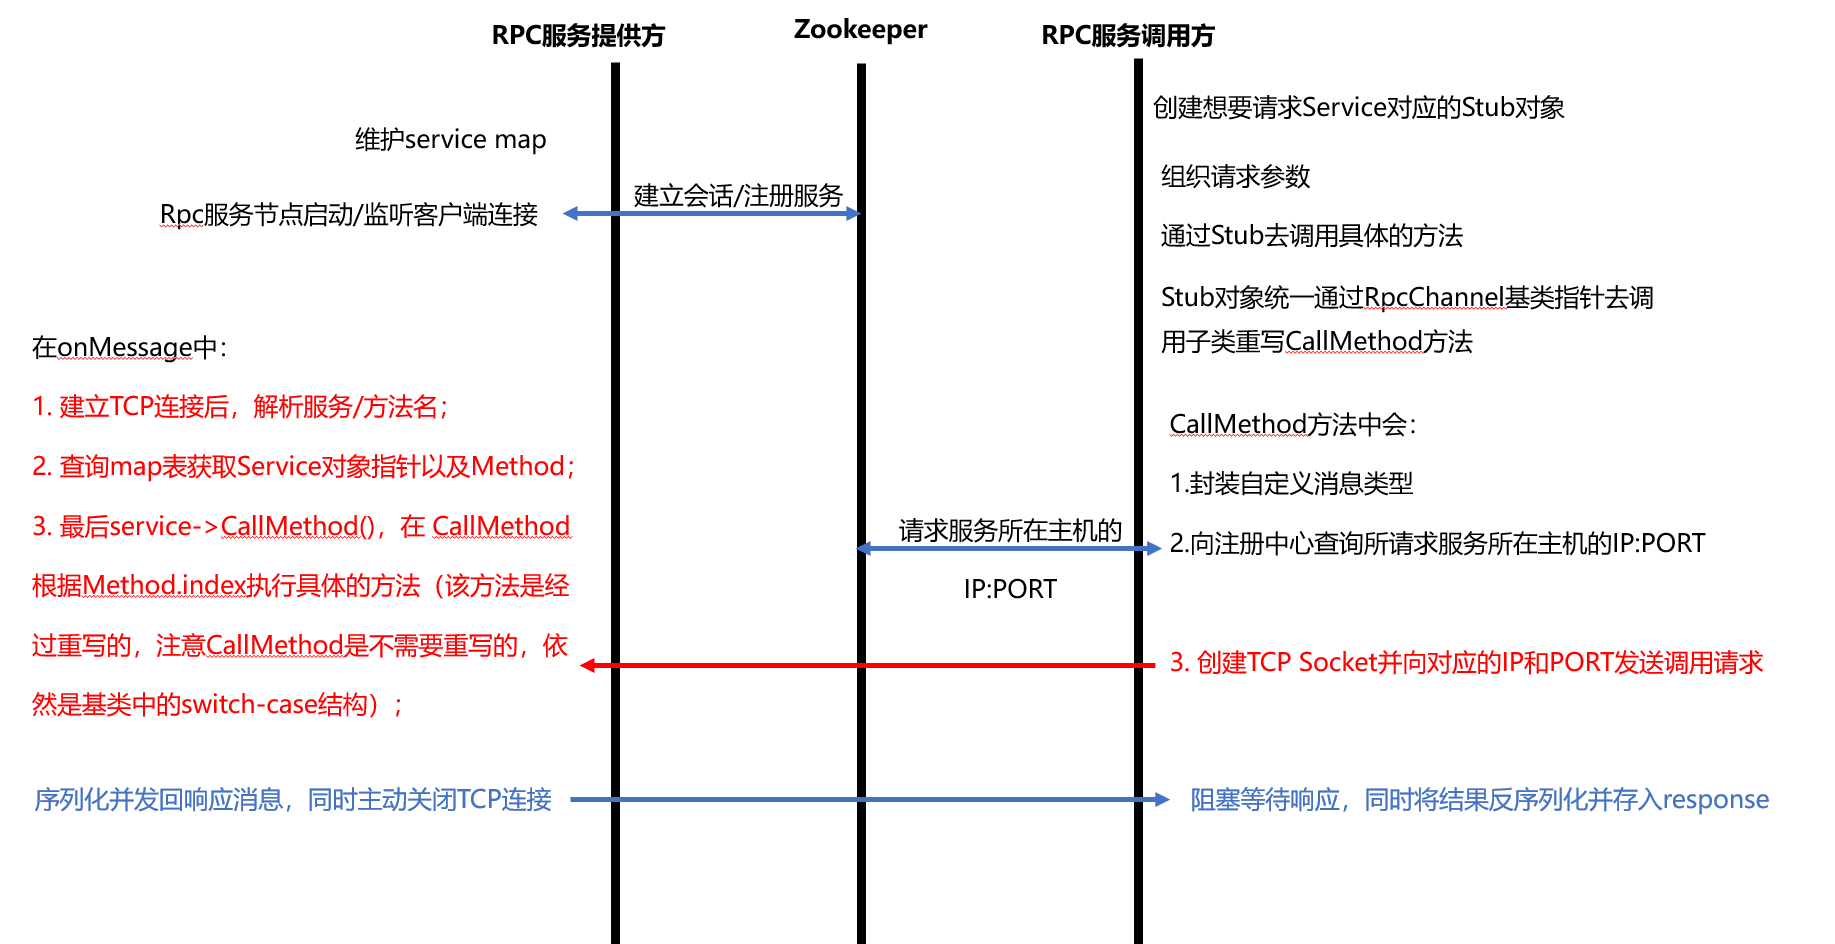 RPC服务提供方
Zookeeper
RPC服务调用方
创建想要请求Service对应的Stub对象
维护service map
组织请求参数
建立会话/注册服务
Rpc服务节点启动/监听客户端连接
通过Stub去调用具体的方法
Stub对象统一通过RpcChannel基类指针去调
用子类重写CallMethod方法
在onMessage中：
1. 建立TCP连接后，解析服务/方法名；
2. 查询map表获取Service对象指针以及Method；
3. 最后service->CallMethod()，在 CallMethod
根据Method.index执行具体的方法（该方法是经
过重写的，注意CallMethod是不需要重写的，依
然是基类中的switch-case结构）；
CallMethod方法中会：
1.封装自定义消息类型
请求服务所在主机的
IP:PORT
2.向注册中心查询所请求服务所在主机的IP:PORT
3. 创建TCP Socket并向对应的IP和PORT发送调用请求
序列化并发回响应消息，同时主动关闭TCP连接
阻塞等待响应，同时将结果反序列化并存入response